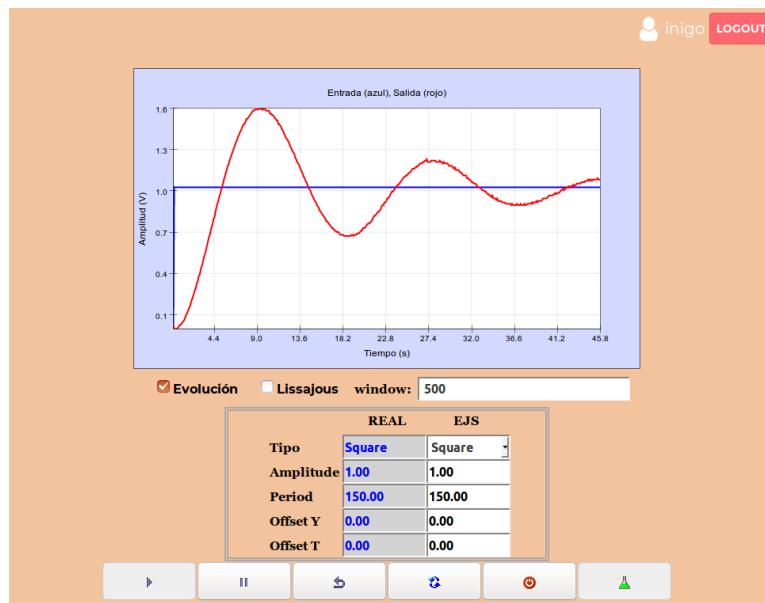 inigo LOGOUT
Entrada (azul), Salida (rojo)
1.6
1.3
1.0
0.7
0.4
0.1
Amplitud (V)
4.4 9.0 13.6 18.2 22.8 27.4 32.0 36.6 41.2 45.8
Tiempo (s)
Evolución Lissajous window: 500
REAL EJS
Tipo Square Square
Amplitude 1.00 1.00
Period 150.00 150.00
Offset Y 0.00 0.00
Offset T 0.00 0.00